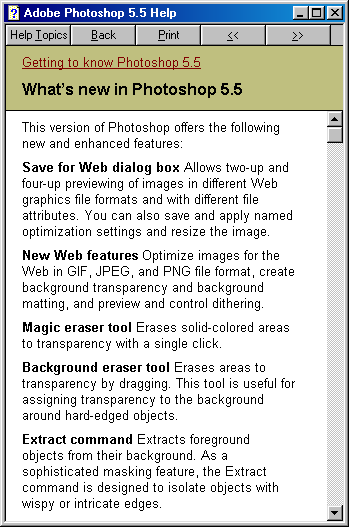 Adobe Photoshop 5.5 Help
Help Topics Back Print << >>
Getting to know Photoshop 5.5
What's new in Photoshop 5.5
This version of Photoshop offers the following
new and enhanced features:
Save for Web dialog box Allows two-up and
four-up previewing of images in different Web
graphics file formats and with different file
attributes. You can also save and apply named
optimization settings and resize the image.
New Web features Optimize images for the
Web in GIF, JPEG, and PNG file format, create
background transparency and background
matting, and preview and control dithering.
Magic eraser tool Erases solid-colored areas
to transparency with a single click.
Background eraser tool Erases areas to
transparency by dragging. This tool is useful for
assigning transparency to the background
around hard-edged objects.
Extract command Extracts foreground
objects from their background. As a
sophisticated masking feature, the Extract
command is designed to isolate objects with
wispy or intricate edges.